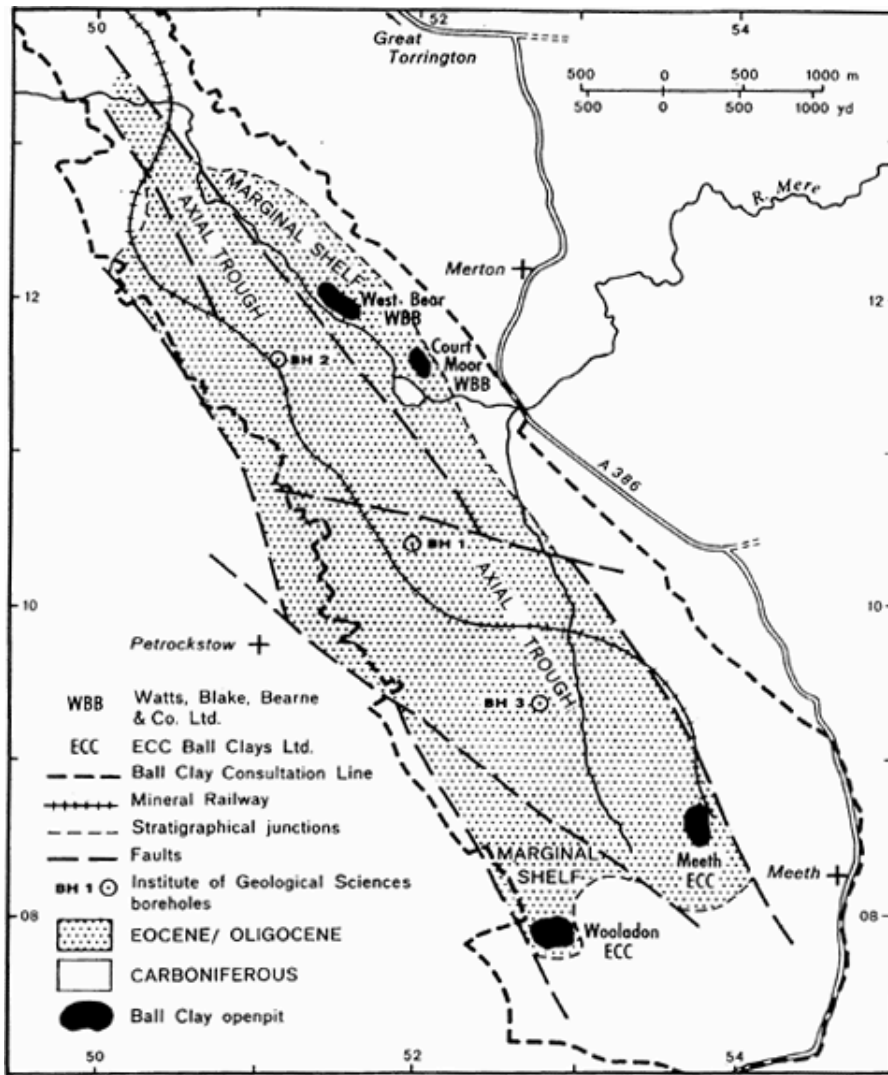 50
52
54
Great
Torrington
500 0 500 1000 m
500 0 500 1000 yd
R. Mere
MARGINAL SHELF
AXIAL TROUGH
Merton
12
12
West-Bear
WBB
Court
Moor
WBB
BH 2
A 386
BH 1
AXIAL TROUGH
10
10
Petrockstow
BH 3
WBB Watts, Blake, Bearne
& Co. Ltd.
ECC ECC Ball Clays Ltd.
Ball Clay Consultation Line
Mineral Railway
Stratigraphical junctions
Faults
BH 1 Institute of Geological Sciences
boreholes
EOCENE/ OLIGOCENE
CARBONIFEROUS
Ball Clay openpit
MARGINAL
SHELF
Meeth
ECC
Meeth
08
08
Wooladon
ECC
50
52
54